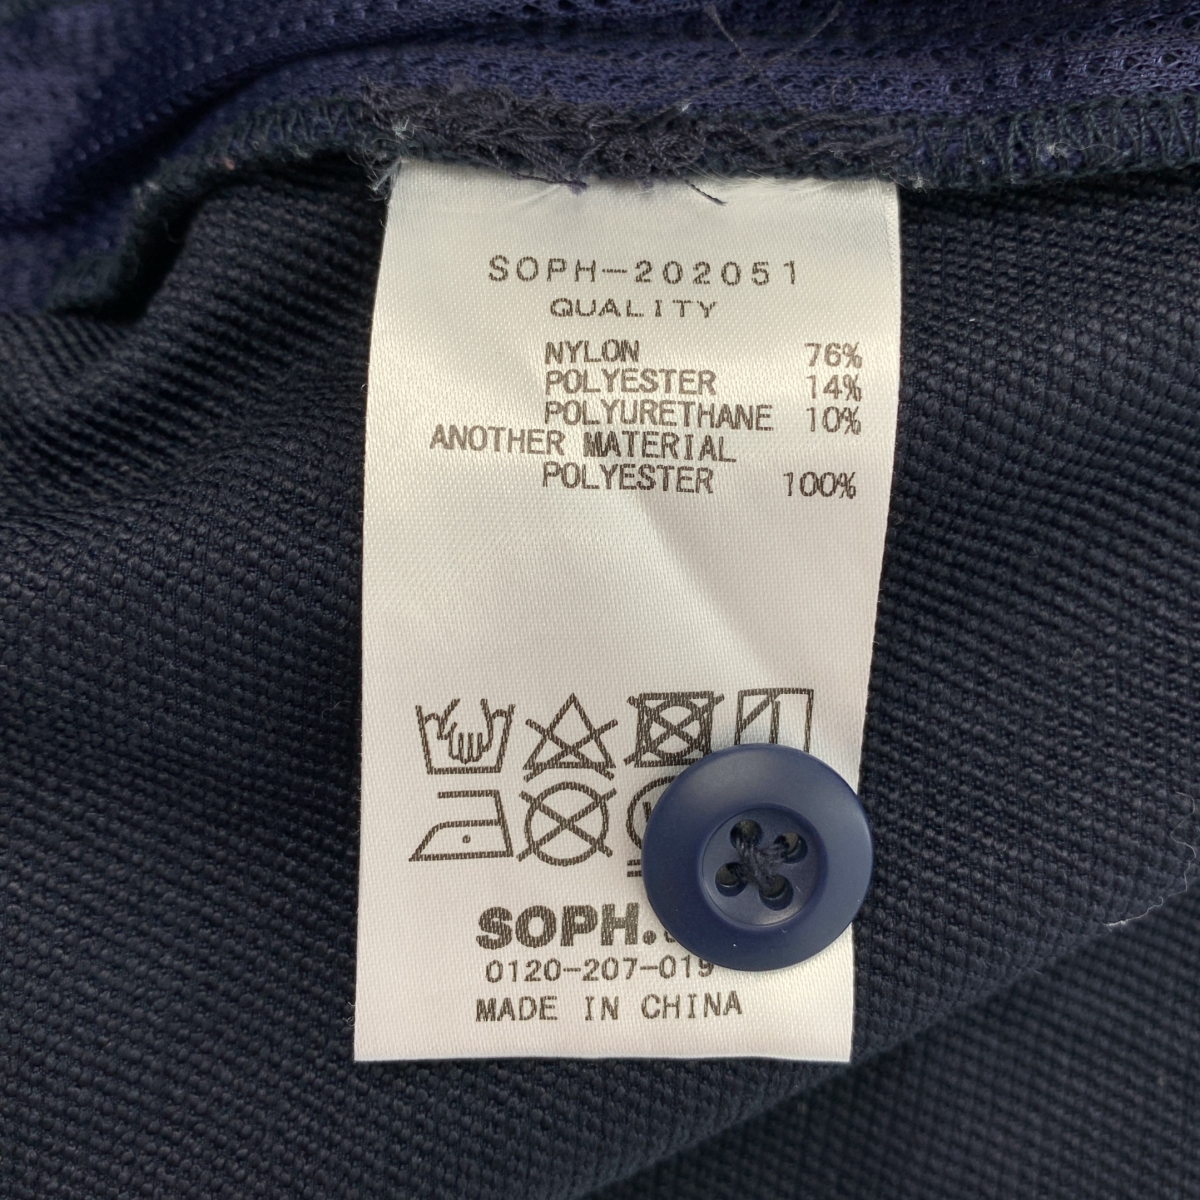 SOPH-202051
QUALITY
NYLON 76%
POLYESTER 14%
POLYURETHANE 10%
ANOTHER MATERIAL
POLYESTER 100%
SOPH.
0120-207-019
MADE IN CHINA